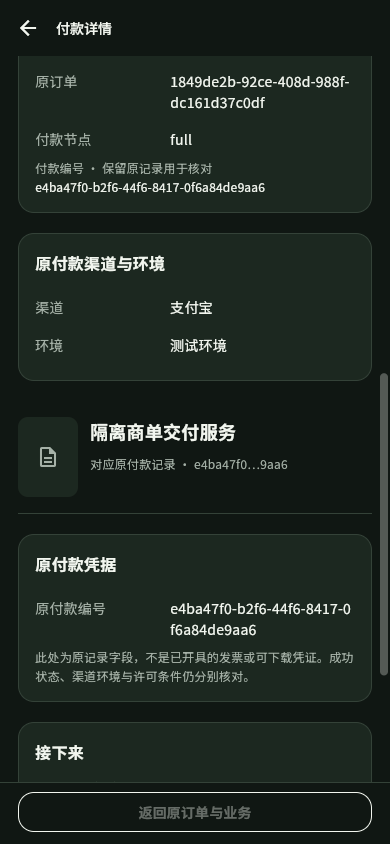 付款详情
原订单
1849de2b-92ce-408d-988f-
dc161d37c0df
付款节点
full
付款编号 · 保留原记录用于核对
e4ba47f0-b2f6-44f6-8417-0f6a84de9aa6
原付款渠道与环境
渠道
支付宝
环境
测试环境
隔离商单交付服务
对应原付款记录 · e4ba47f0…9aa6
原付款凭据
原付款编号
e4ba47f0-b2f6-44f6-8417-0
f6a84de9aa6
此处为原记录字段，不是已开具的发票或可下载凭证。成功
状态、渠道环境与许可条件仍分别核对。
接下来
返回原订单与业务